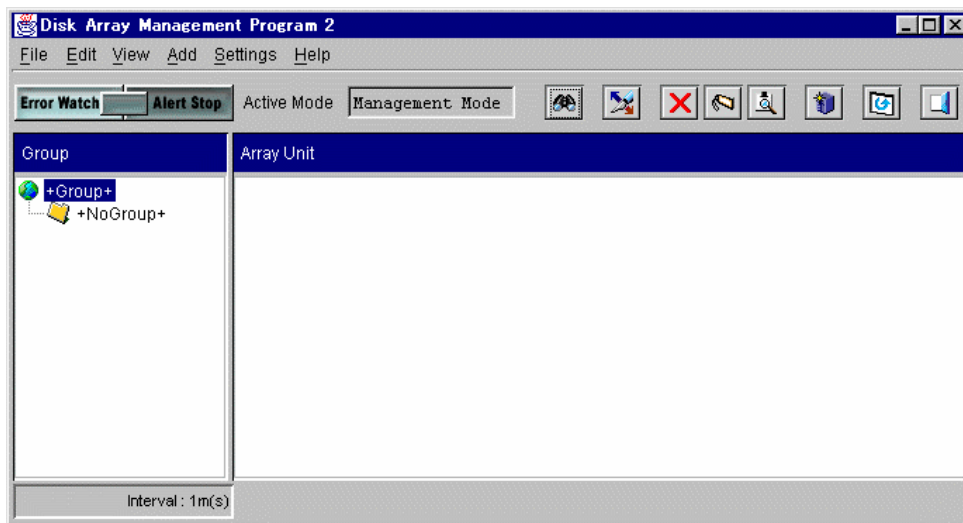 Disk Array Management Program 2
File Edit View Add Settings Help
Error Watch Alert Stop Active Mode Management Mode
Group Array Unit
+Group+
+NoGroup+
Interval : 1m(s)